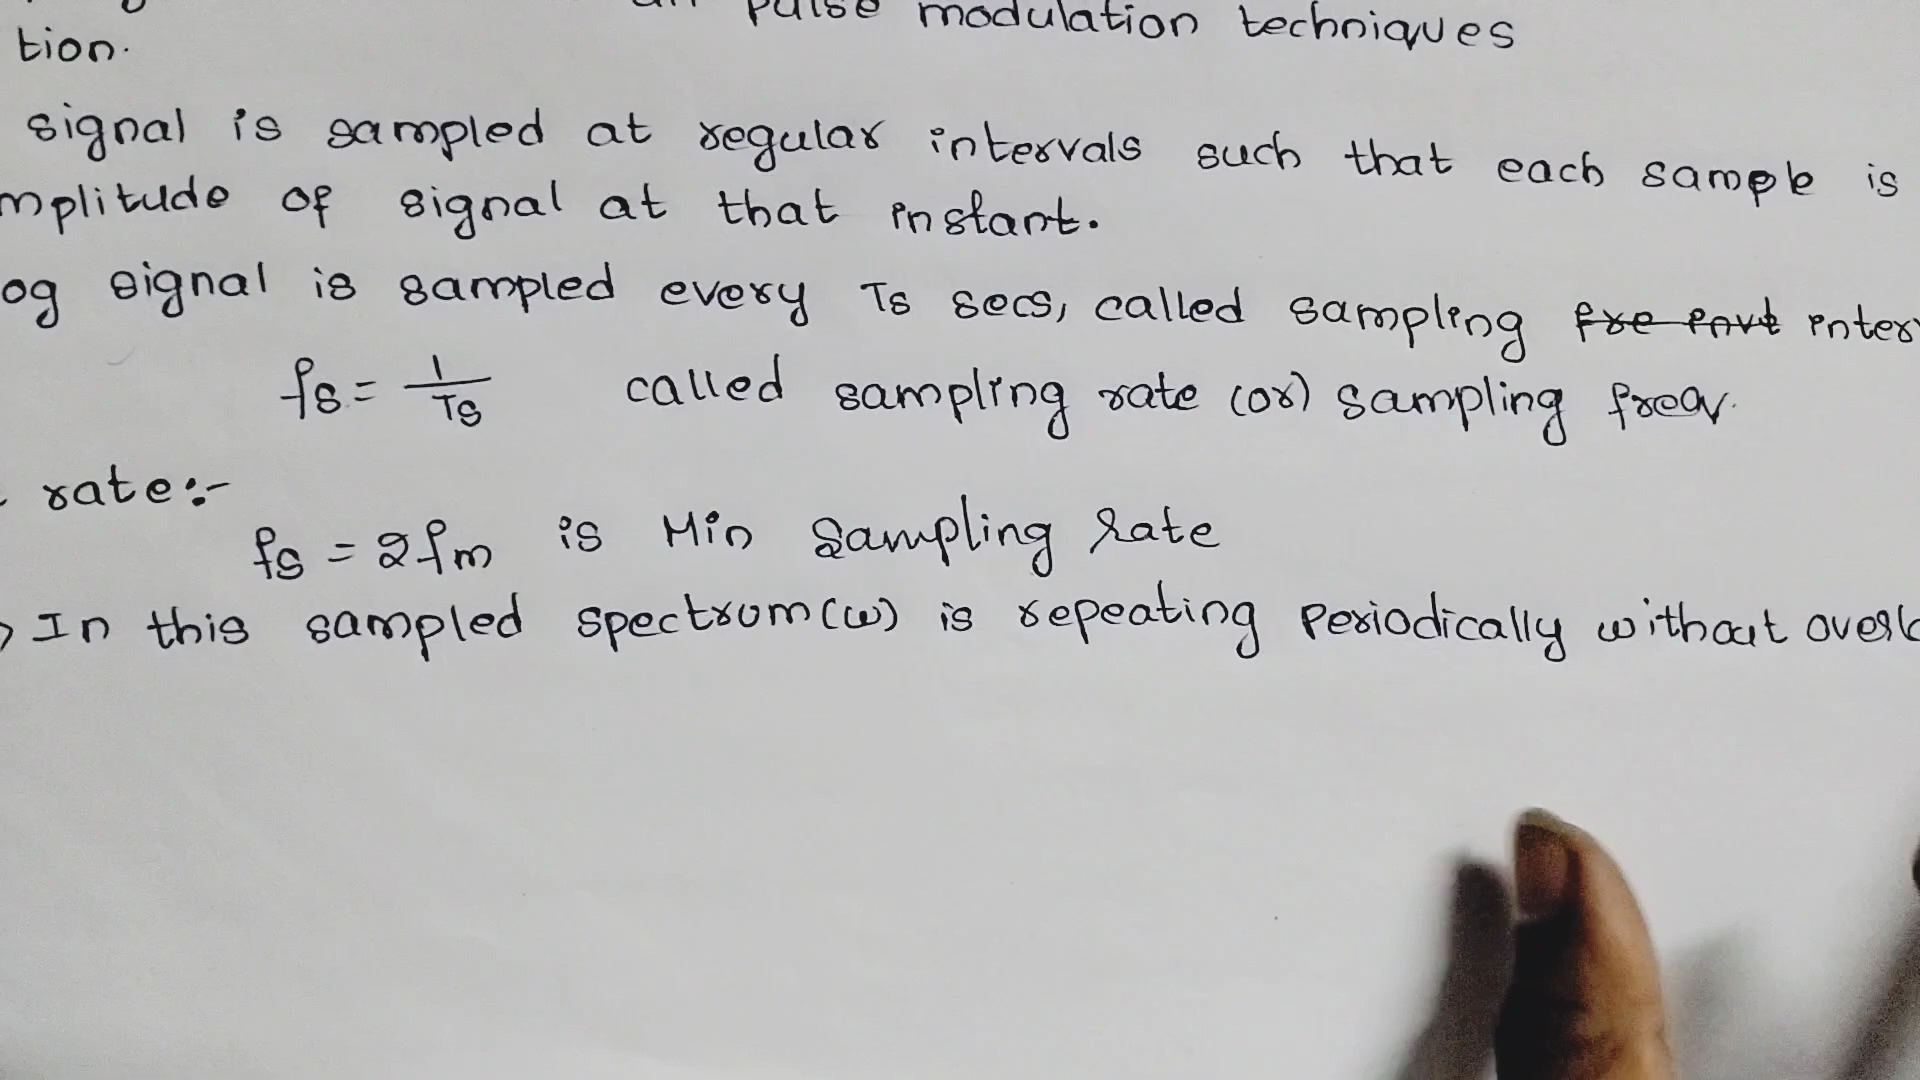 pulse modulation techniques
tion.
signal is sampled at regular intervals such that each sample is
mplitude of signal at that instant.
og signal is sampled every Ts secs, called sampling inter
fs = 1/Ts called sampling rate (or) sampling freq.
rate:-
fs = 2fm is Min Sampling Rate
In this sampled spectrum(ω) is repeating Periodically without overl